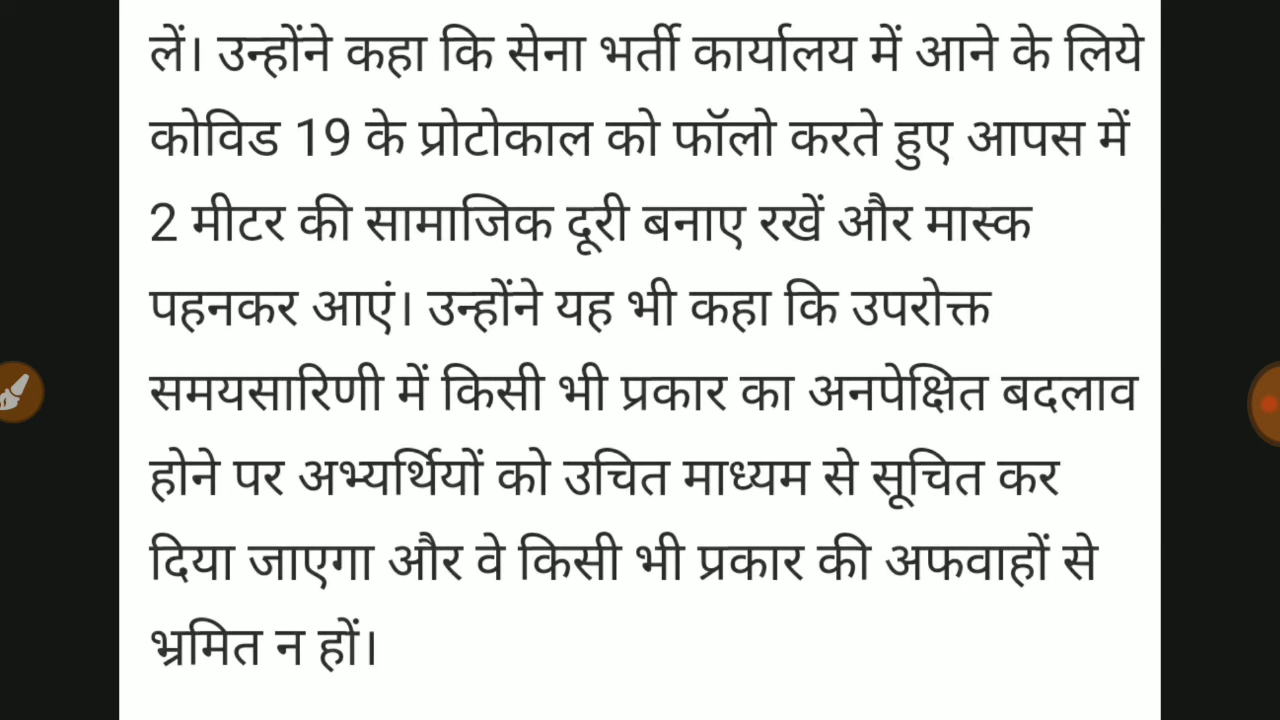 लें। उन्होंने कहा कि सेना भर्ती कार्यालय में आने के लिये
कोविड 19 के प्रोटोकाल को फॉलो करते हुए आपस में
2 मीटर की सामाजिक दूरी बनाए रखें और मास्क
पहनकर आएं। उन्होंने यह भी कहा कि उपरोक्त
समयसारिणी में किसी भी प्रकार का अनपेक्षित बदलाव
होने पर अभ्यर्थियों को उचित माध्यम से सूचित कर
दिया जाएगा और वे किसी भी प्रकार की अफवाहों से
भ्रमित न हों।